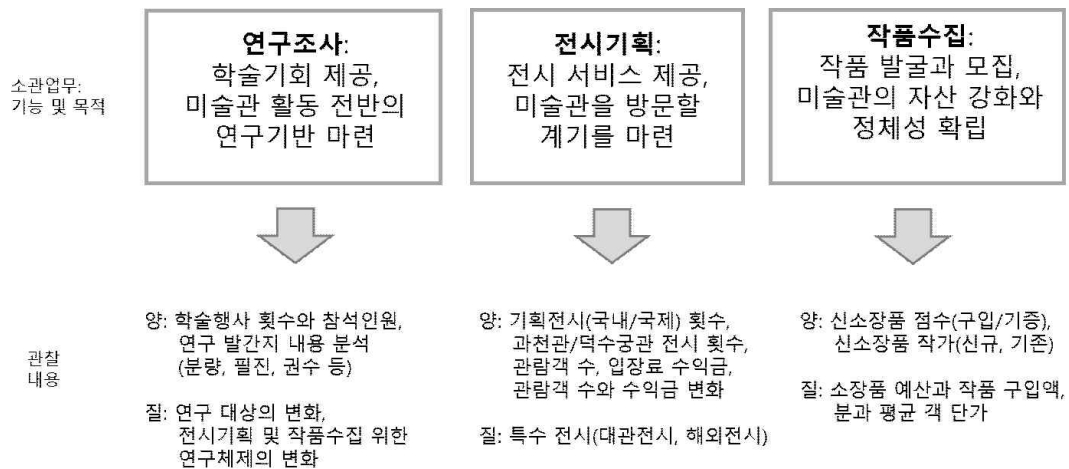 소관업무:
기능 및 목적
연구조사:
학술기회 제공,
미술관 활동 전반의
연구기반 마련
전시기획:
전시 서비스 제공,
미술관을 방문할
계기를 마련
작품수집:
작품 발굴과 모집,
미술관의 자산 강화와
정체성 확립
관찰
내용
양: 학술행사 횟수와 참석인원,
연구 발간지 내용 분석
(분량, 필진, 권수 등)
질: 연구 대상의 변화,
전시기획 및 작품수집 위한
연구체제의 변화
양: 기획전시(국내/국제) 횟수,
과천관/덕수궁관 전시 횟수,
관람객 수, 입장료 수익금,
관람객 수와 수익금 변화
질: 특수 전시(대관전시, 해외전시)
양: 신소장품 점수(구입/기증),
신소장품 작가(신규, 기존)
질: 소장품 예산과 작품 구입액,
분과 평균 객 단가